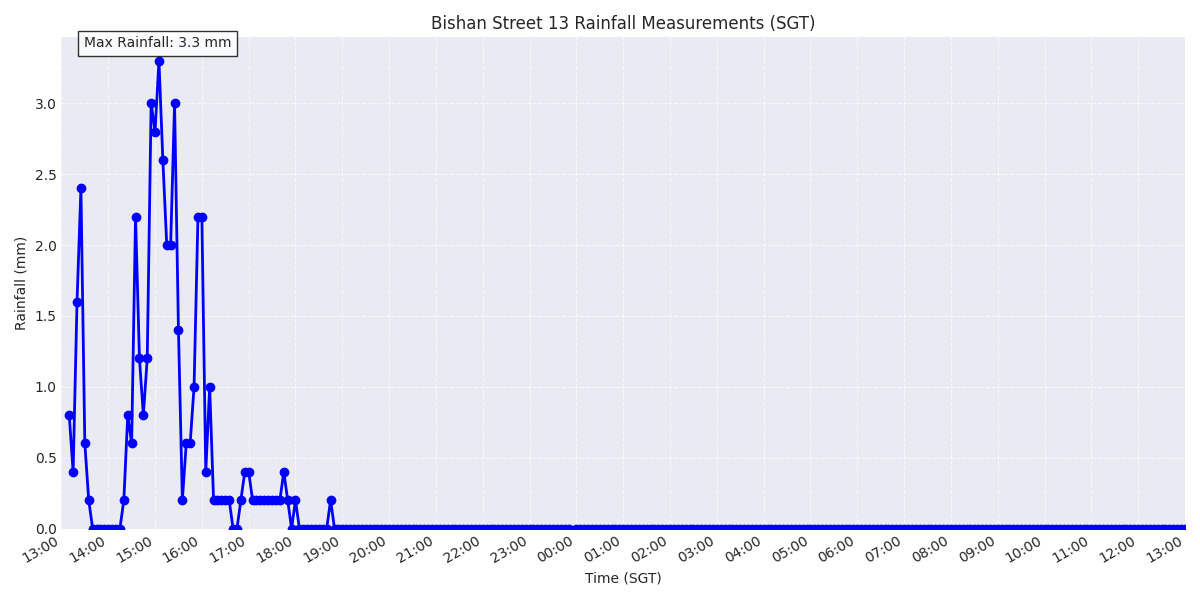 Bishan Street 13 Rainfall Measurements (SGT)
Max Rainfall: 3.3 mm
Rainfall (mm)
3.0
2.5
2.0
1.5
1.0
0.5
0.0
13:00 14:00 15:00 16:00 17:00 18:00 19:00 20:00 21:00 22:00 23:00 00:00 01:00 02:00 03:00 04:00 05:00 06:00 07:00 08:00 09:00 10:00 11:00 12:00 13:00
Time (SGT)